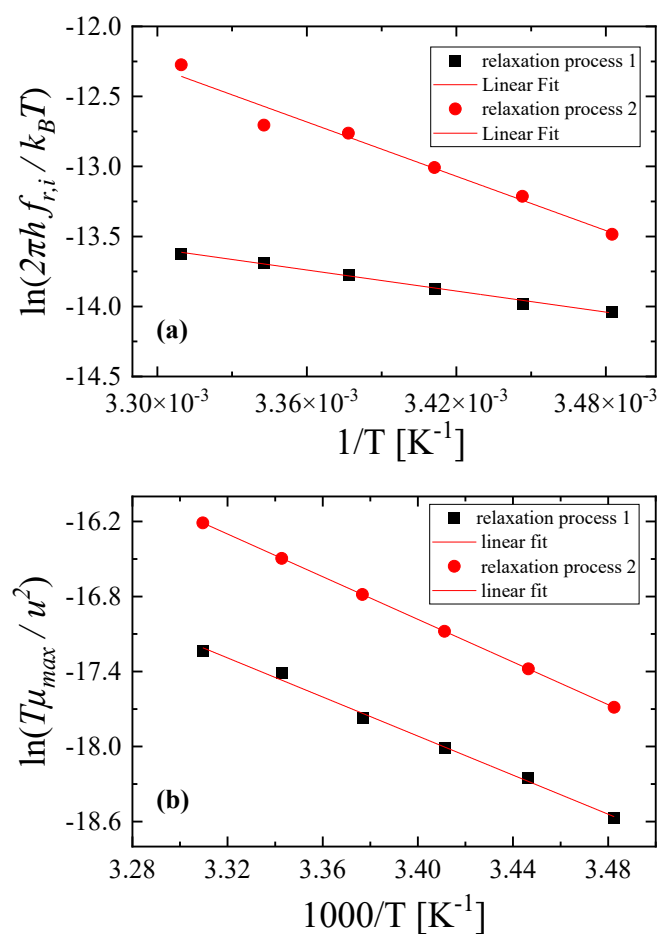 -12.0
-12.5
-13.0
-13.5
-14.0
-14.5
ln(2πh f_{r,i} / k_BT)
relaxation process 1
Linear Fit
relaxation process 2
Linear Fit
(a)
3.30×10⁻³ 3.36×10⁻³ 3.42×10⁻³ 3.48×10⁻³
1/T [K⁻¹]
-16.2
-16.8
-17.4
-18.0
-18.6
ln(Tμ_{max} / u²)
relaxation process 1
linear fit
relaxation process 2
linear fit
(b)
3.28 3.32 3.36 3.40 3.44 3.48
1000/T [K⁻¹]